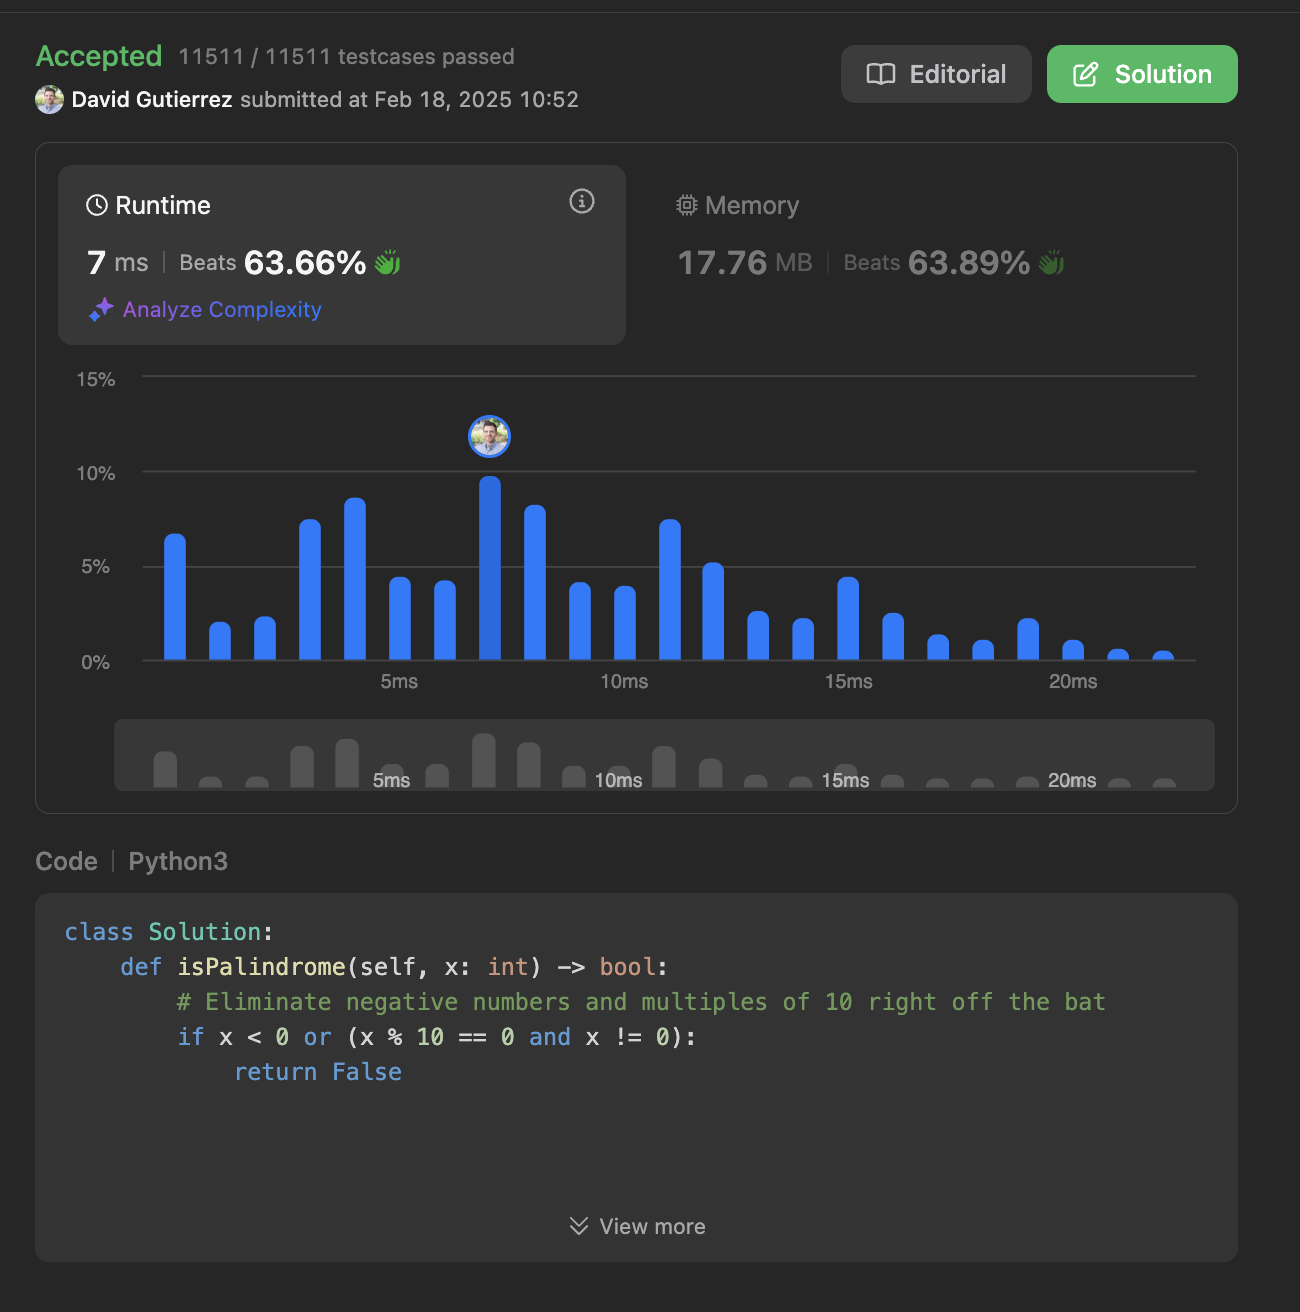 Accepted 11511 / 11511 testcases passed
David Gutierrez submitted at Feb 18, 2025 10:52
Editorial
Solution
Runtime
7 ms | Beats 63.66%
Analyze Complexity
Memory
17.76 MB | Beats 63.89%
15%
10%
5%
0%
5ms 10ms 15ms 20ms
5ms 10ms 15ms 20ms
Code | Python3
class Solution:
    def isPalindrome(self, x: int) -> bool:
        # Eliminate negative numbers and multiples of 10 right off the bat
        if x < 0 or (x % 10 == 0 and x != 0):
            return False
View more